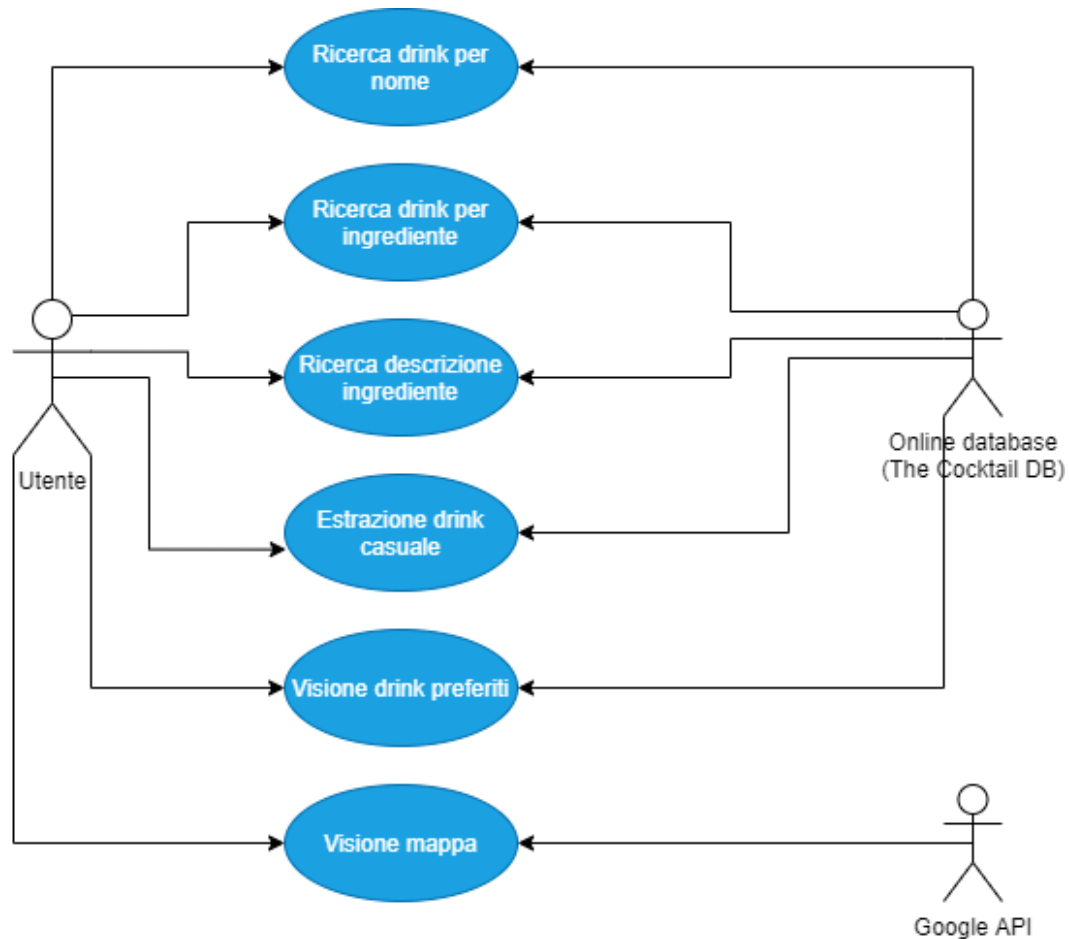 Ricerca drink per
nome
Ricerca drink per
ingrediente
Ricerca descrizione
ingrediente
Utente
Online database
(The Cocktail DB)
Estrazione drink
casuale
Visione drink preferiti
Visione mappa
Google API